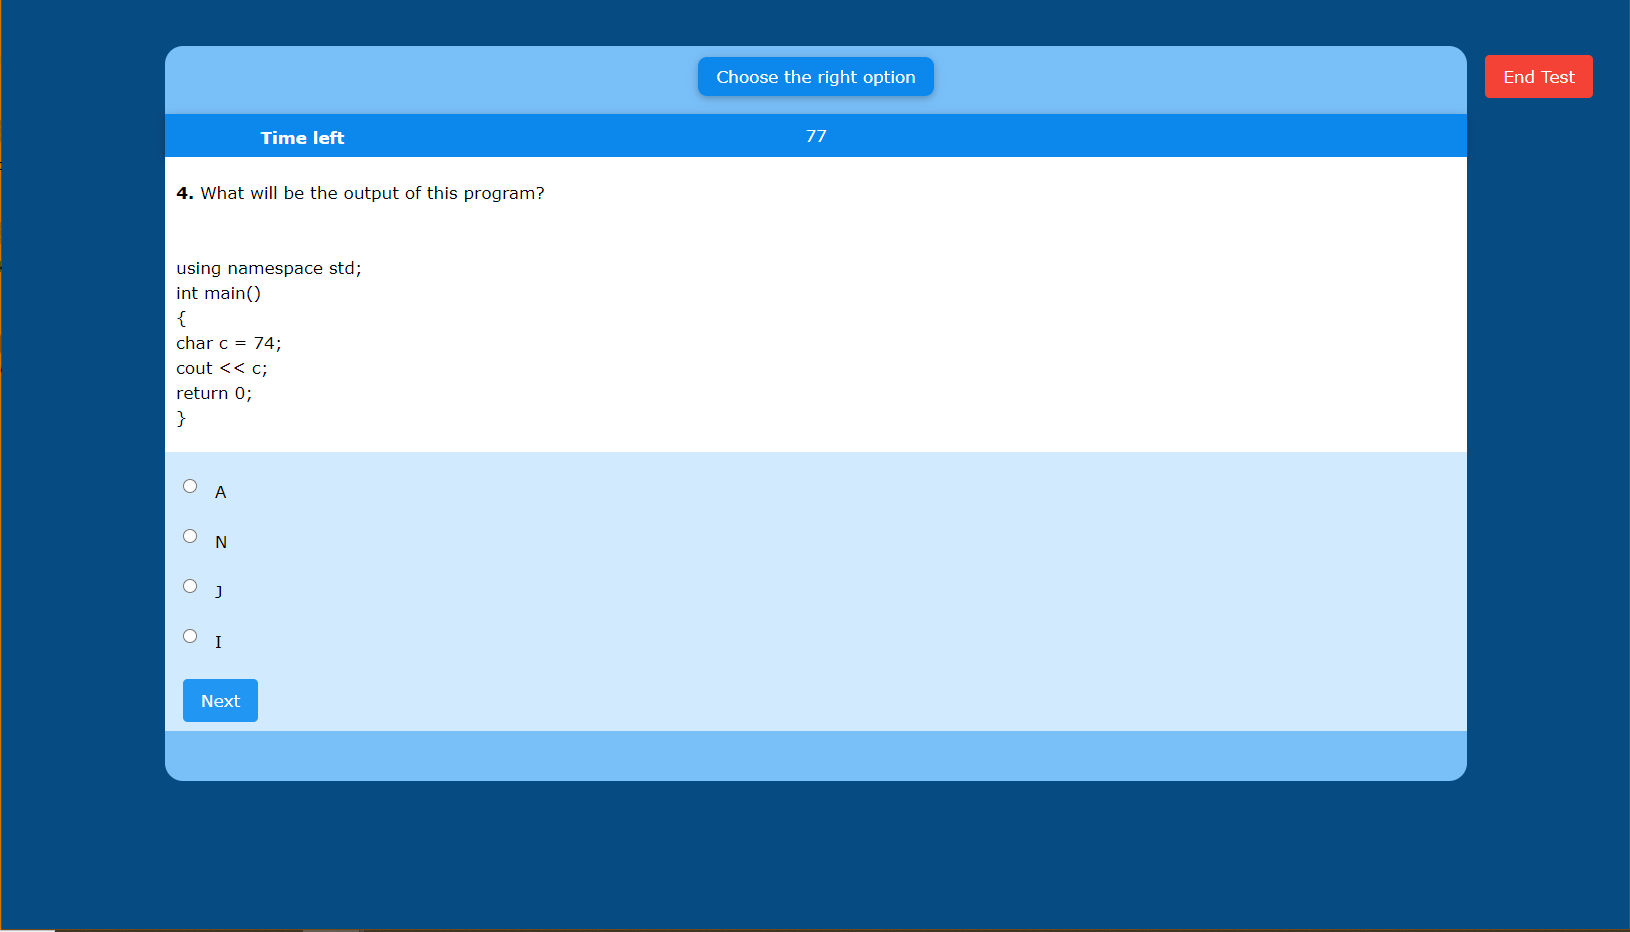 Choose the right option
End Test
Time left 77
4. What will be the output of this program?
using namespace std;
int main()
{
char c = 74;
cout << c;
return 0;
}
A
N
J
I
Next